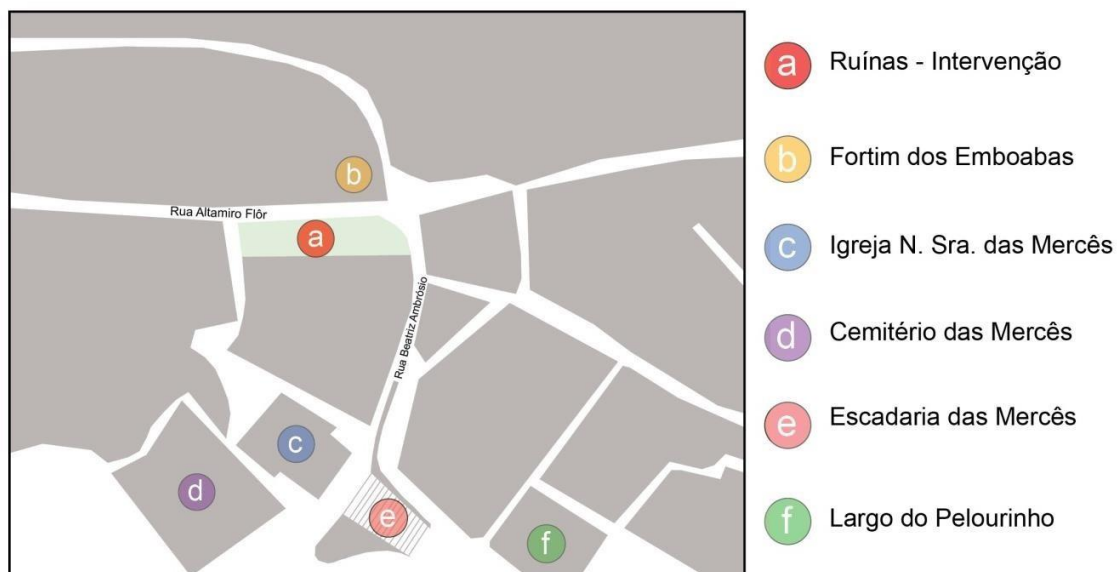 Rua Altamiro Flôr
Rua Beatriz Ambrósio
b
a
c
d
e
f
a Ruínas - Intervenção
b Fortim dos Emboabas
c Igreja N. Sra. das Mercês
d Cemitério das Mercês
e Escadaria das Mercês
f Largo do Pelourinho